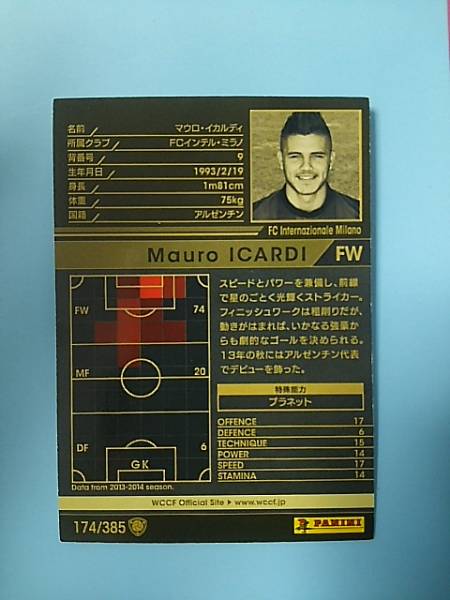 名前 マウロ・イカルディ
所属クラブ FCインテル・ミラノ
背番号 9
生年月日 1993/2/19
身長 1m81cm
体重 75kg
国籍 アルゼンチン
FC Internazionale Milano
Mauro ICARDI FW
FW 74
MF 20
DF 6
GK
Data from 2013-2014 season.
スピードとパワーを兼備し、前線
で星のごとく光輝くストライカー。
フィニッシュワークは粗削りだが、
動きがはまれば、いかなる強豪か
らも劇的なゴールを決められる。
13年の秋にはアルゼンチン代表
でデビューを飾った。
特殊能力
プラネット
OFFENCE 17
DEFENCE 6
TECHNIQUE 15
POWER 14
SPEED 17
STAMINA 14
WCCF Official Site ▶ www.wccf.jp
174/385
PANINI